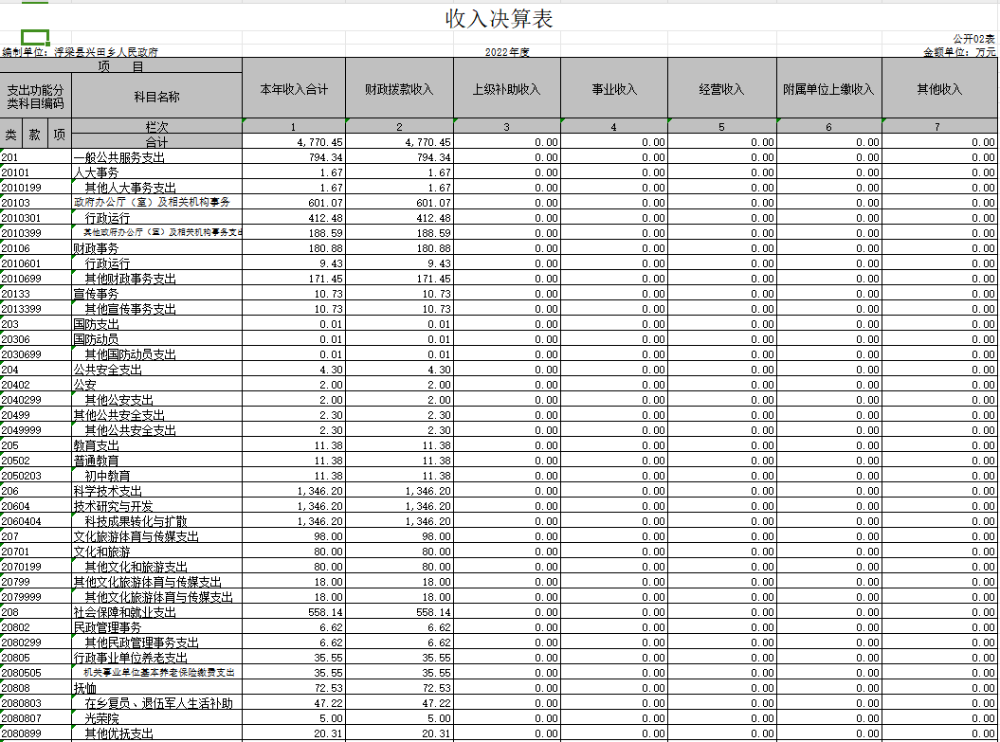 收入决算表
公开02表
编制单位：浮梁县兴田乡人民政府 2022年度 金额单位：万元
项 目 本年收入合计 财政拨款收入 上级补助收入 事业收入 经营收入 附属单位上缴收入 其他收入
支出功能分类科目编码 科目名称
类 款 项 栏次 1 2 3 4 5 6 7
合计 4,770.45 4,770.45 0.00 0.00 0.00 0.00 0.00
201 一般公共服务支出 794.34 794.34 0.00 0.00 0.00 0.00 0.00
20101 人大事务 1.67 1.67 0.00 0.00 0.00 0.00 0.00
2010199 其他人大事务支出 1.67 1.67 0.00 0.00 0.00 0.00 0.00
20103 政府办公厅（室）及相关机构事务 601.07 601.07 0.00 0.00 0.00 0.00 0.00
2010301 行政运行 412.48 412.48 0.00 0.00 0.00 0.00 0.00
2010399 其他政府办公厅（室）及相关机构事务支出 188.59 188.59 0.00 0.00 0.00 0.00 0.00
20106 财政事务 180.88 180.88 0.00 0.00 0.00 0.00 0.00
2010601 行政运行 9.43 9.43 0.00 0.00 0.00 0.00 0.00
2010699 其他财政事务支出 171.45 171.45 0.00 0.00 0.00 0.00 0.00
20133 宣传事务 10.73 10.73 0.00 0.00 0.00 0.00 0.00
2013399 其他宣传事务支出 10.73 10.73 0.00 0.00 0.00 0.00 0.00
203 国防支出 0.01 0.01 0.00 0.00 0.00 0.00 0.00
20306 国防动员 0.01 0.01 0.00 0.00 0.00 0.00 0.00
2030699 其他国防动员支出 0.01 0.01 0.00 0.00 0.00 0.00 0.00
204 公共安全支出 4.30 4.30 0.00 0.00 0.00 0.00 0.00
20402 公安 2.00 2.00 0.00 0.00 0.00 0.00 0.00
2040299 其他公安支出 2.00 2.00 0.00 0.00 0.00 0.00 0.00
20499 其他公共安全支出 2.30 2.30 0.00 0.00 0.00 0.00 0.00
2049999 其他公共安全支出 2.30 2.30 0.00 0.00 0.00 0.00 0.00
205 教育支出 11.38 11.38 0.00 0.00 0.00 0.00 0.00
20502 普通教育 11.38 11.38 0.00 0.00 0.00 0.00 0.00
2050203 初中教育 11.38 11.38 0.00 0.00 0.00 0.00 0.00
206 科学技术支出 1,346.20 1,346.20 0.00 0.00 0.00 0.00 0.00
20604 技术研究与开发 1,346.20 1,346.20 0.00 0.00 0.00 0.00 0.00
2060404 科技成果转化与扩散 1,346.20 1,346.20 0.00 0.00 0.00 0.00 0.00
207 文化旅游体育与传媒支出 98.00 98.00 0.00 0.00 0.00 0.00 0.00
20701 文化和旅游 80.00 80.00 0.00 0.00 0.00 0.00 0.00
2070199 其他文化和旅游支出 80.00 80.00 0.00 0.00 0.00 0.00 0.00
20799 其他文化旅游体育与传媒支出 18.00 18.00 0.00 0.00 0.00 0.00 0.00
2079999 其他文化旅游体育与传媒支出 18.00 18.00 0.00 0.00 0.00 0.00 0.00
208 社会保障和就业支出 558.14 558.14 0.00 0.00 0.00 0.00 0.00
20802 民政管理事务 6.62 6.62 0.00 0.00 0.00 0.00 0.00
2080299 其他民政管理事务支出 6.62 6.62 0.00 0.00 0.00 0.00 0.00
20805 行政事业单位养老支出 35.55 35.55 0.00 0.00 0.00 0.00 0.00
2080505 机关事业单位基本养老保险缴费支出 35.55 35.55 0.00 0.00 0.00 0.00 0.00
20808 抚恤 72.53 72.53 0.00 0.00 0.00 0.00 0.00
2080803 在乡复员、退伍军人生活补助 47.22 47.22 0.00 0.00 0.00 0.00 0.00
2080807 光荣院 5.00 5.00 0.00 0.00 0.00 0.00 0.00
2080899 其他优抚支出 20.31 20.31 0.00 0.00 0.00 0.00 0.00